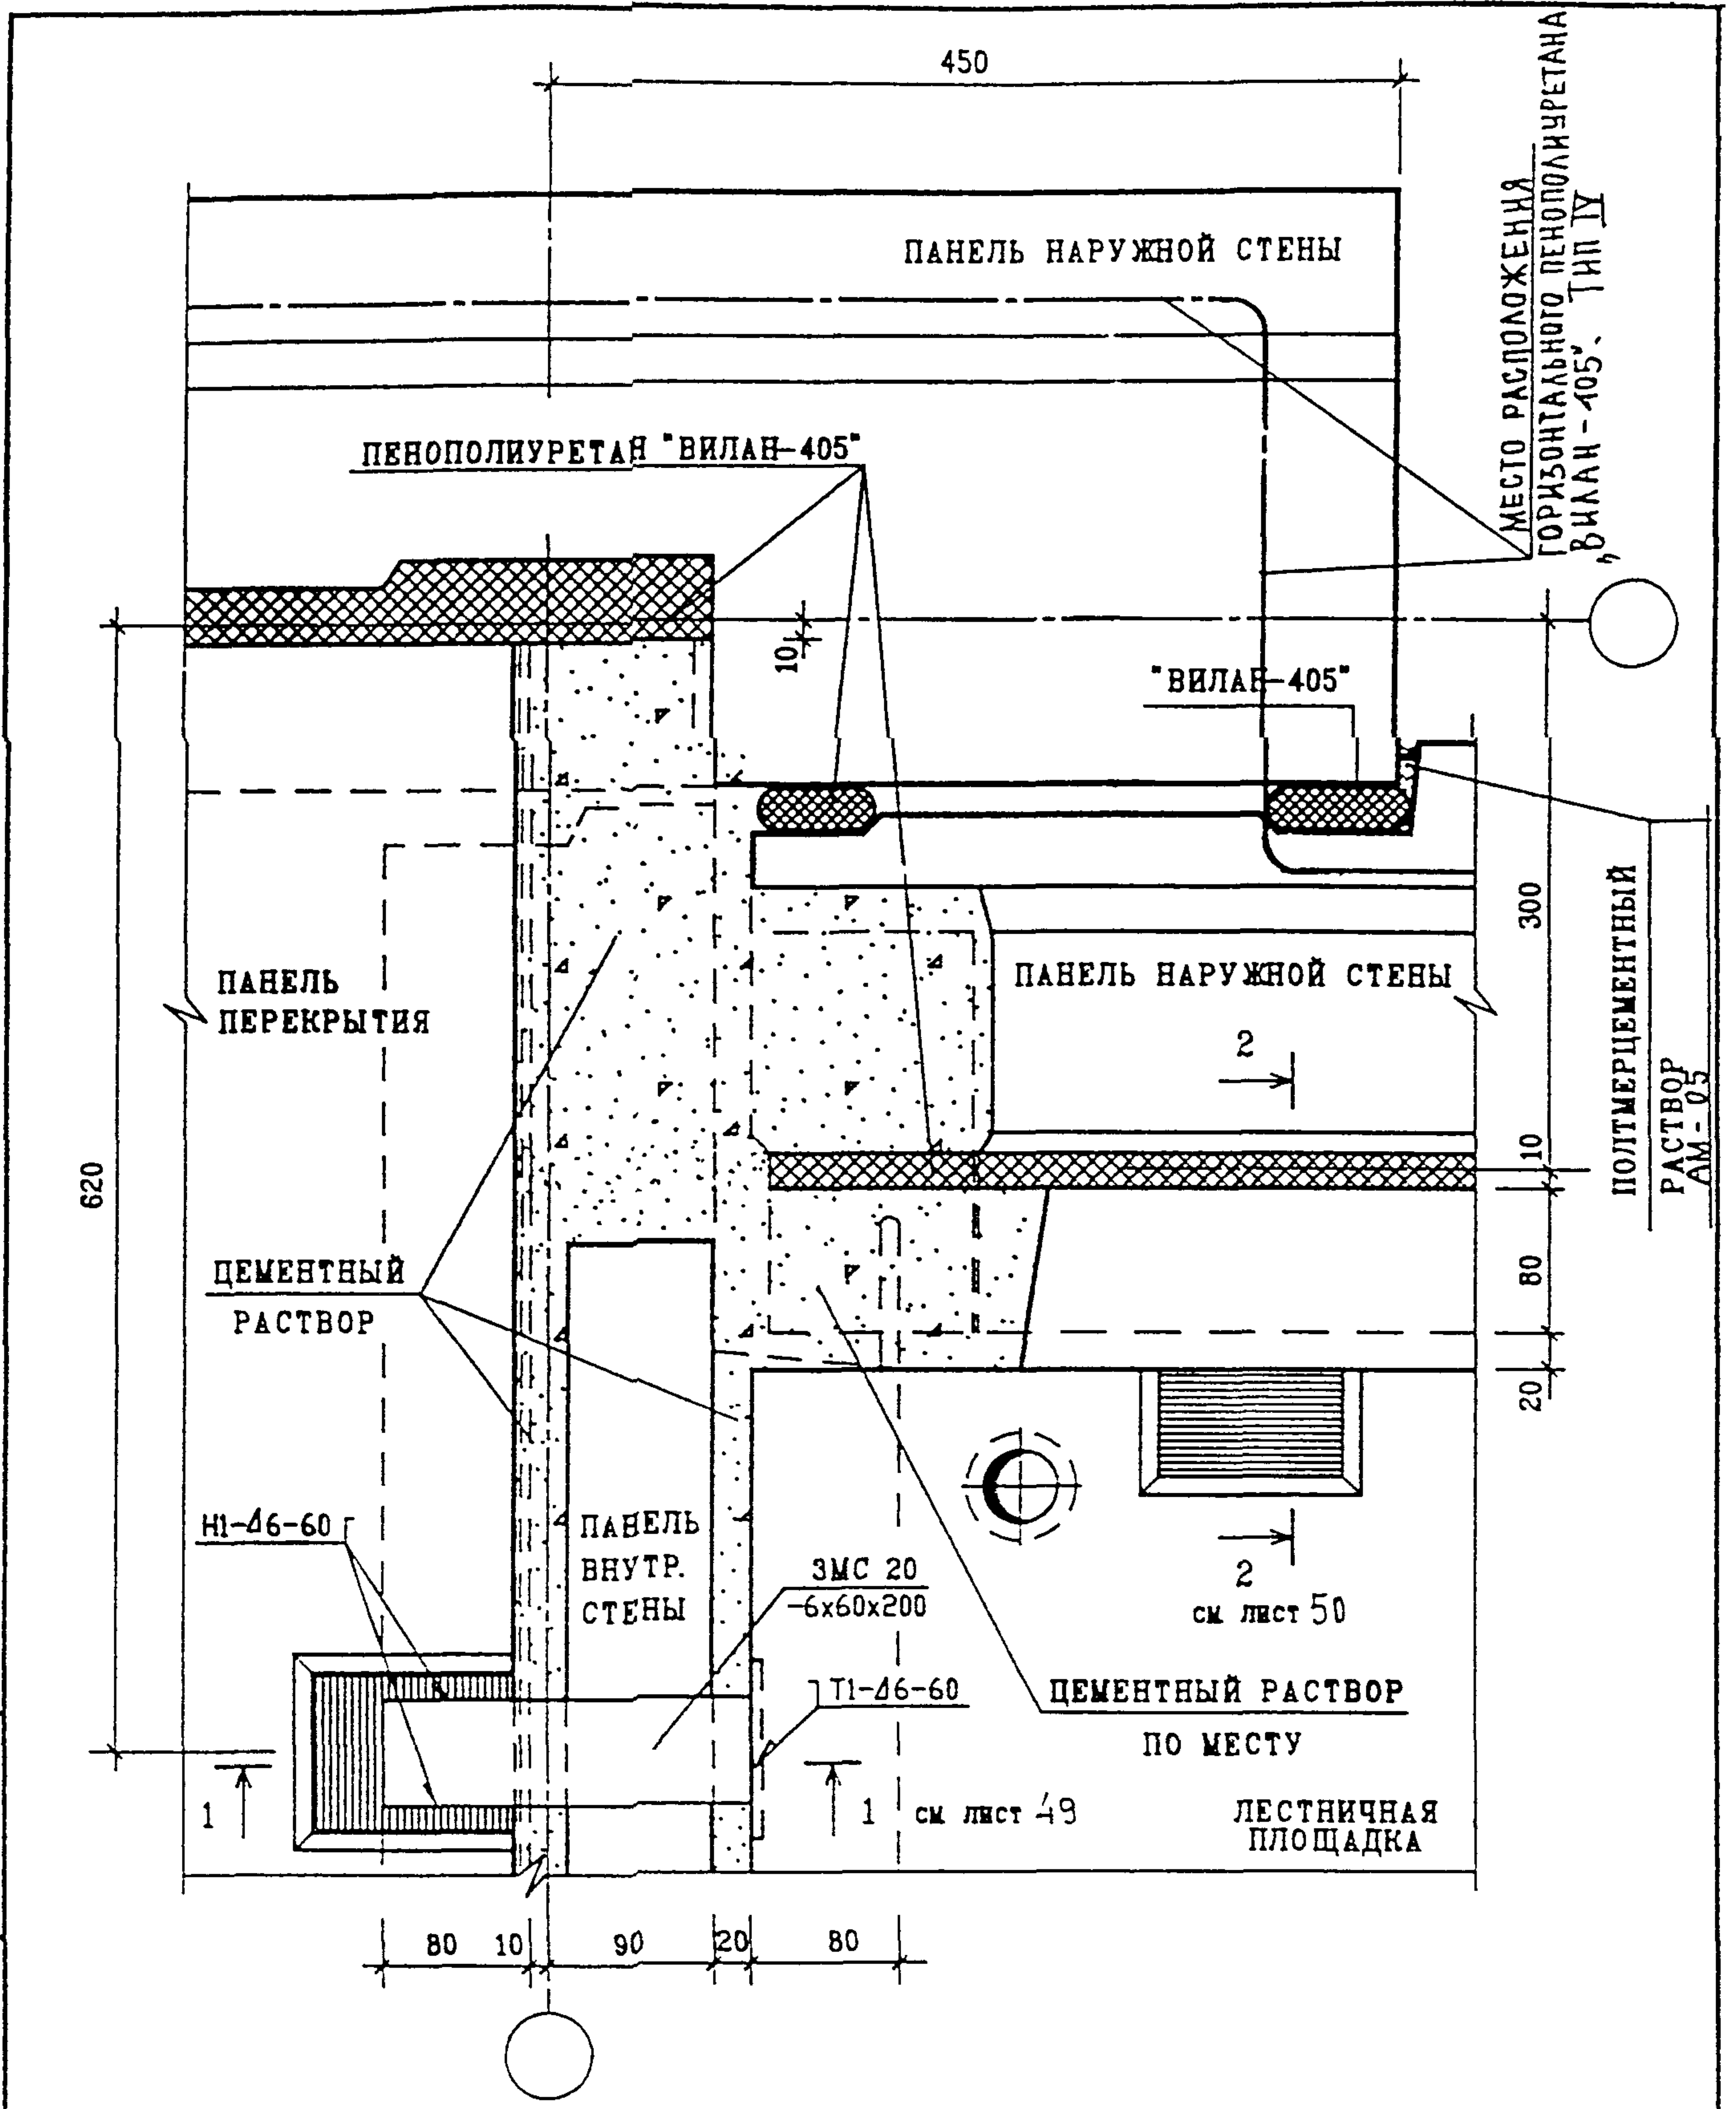 450
ПАНЕЛЬ НАРУЖНОЙ СТЕНЫ
МЕСТО РАСПОЛОЖЕНИЯ
ГОРИЗОНТАЛЬНОГО ПЕНОПОЛИУРЕТАНА
„ВИЛАН-405“. ТИП IV
ПЕНОПОЛИУРЕТАН "ВИЛАН-405"
10
"ВИЛАН-405"
620
300
10
80
20
ПОЛТМЕРЦЕМЕНТНЫЙ
РАСТВОР
АМ-05
ПАНЕЛЬ
ПЕРЕКРЫТИЯ
ПАНЕЛЬ НАРУЖНОЙ СТЕНЫ
2
ЦЕМЕНТНЫЙ
РАСТВОР
Н1-Δ6-60
ПАНЕЛЬ
ВНУТР.
СТЕНЫ
ЗМС 20
-6х60х200
2
см лист 50
Т1-Δ6-60
ЦЕМЕНТНЫЙ РАСТВОР
ПО МЕСТУ
1
1 см лист 49
ЛЕСТНИЧНАЯ
ПЛОЩАДКА
80 10 90 20 80